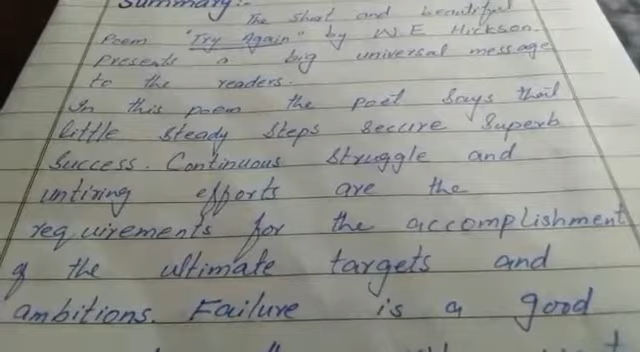 Summary:-
The short and beautiful
poem "Try Again" by W E Hickson.
presents a big universal message
to the readers.
In this poem the poet says that
little steady steps secure superb
success. Continuous struggle and
untiring efforts are the
requirements for the accomplishment
of the ultimate targets and
ambitions. Failure is a good